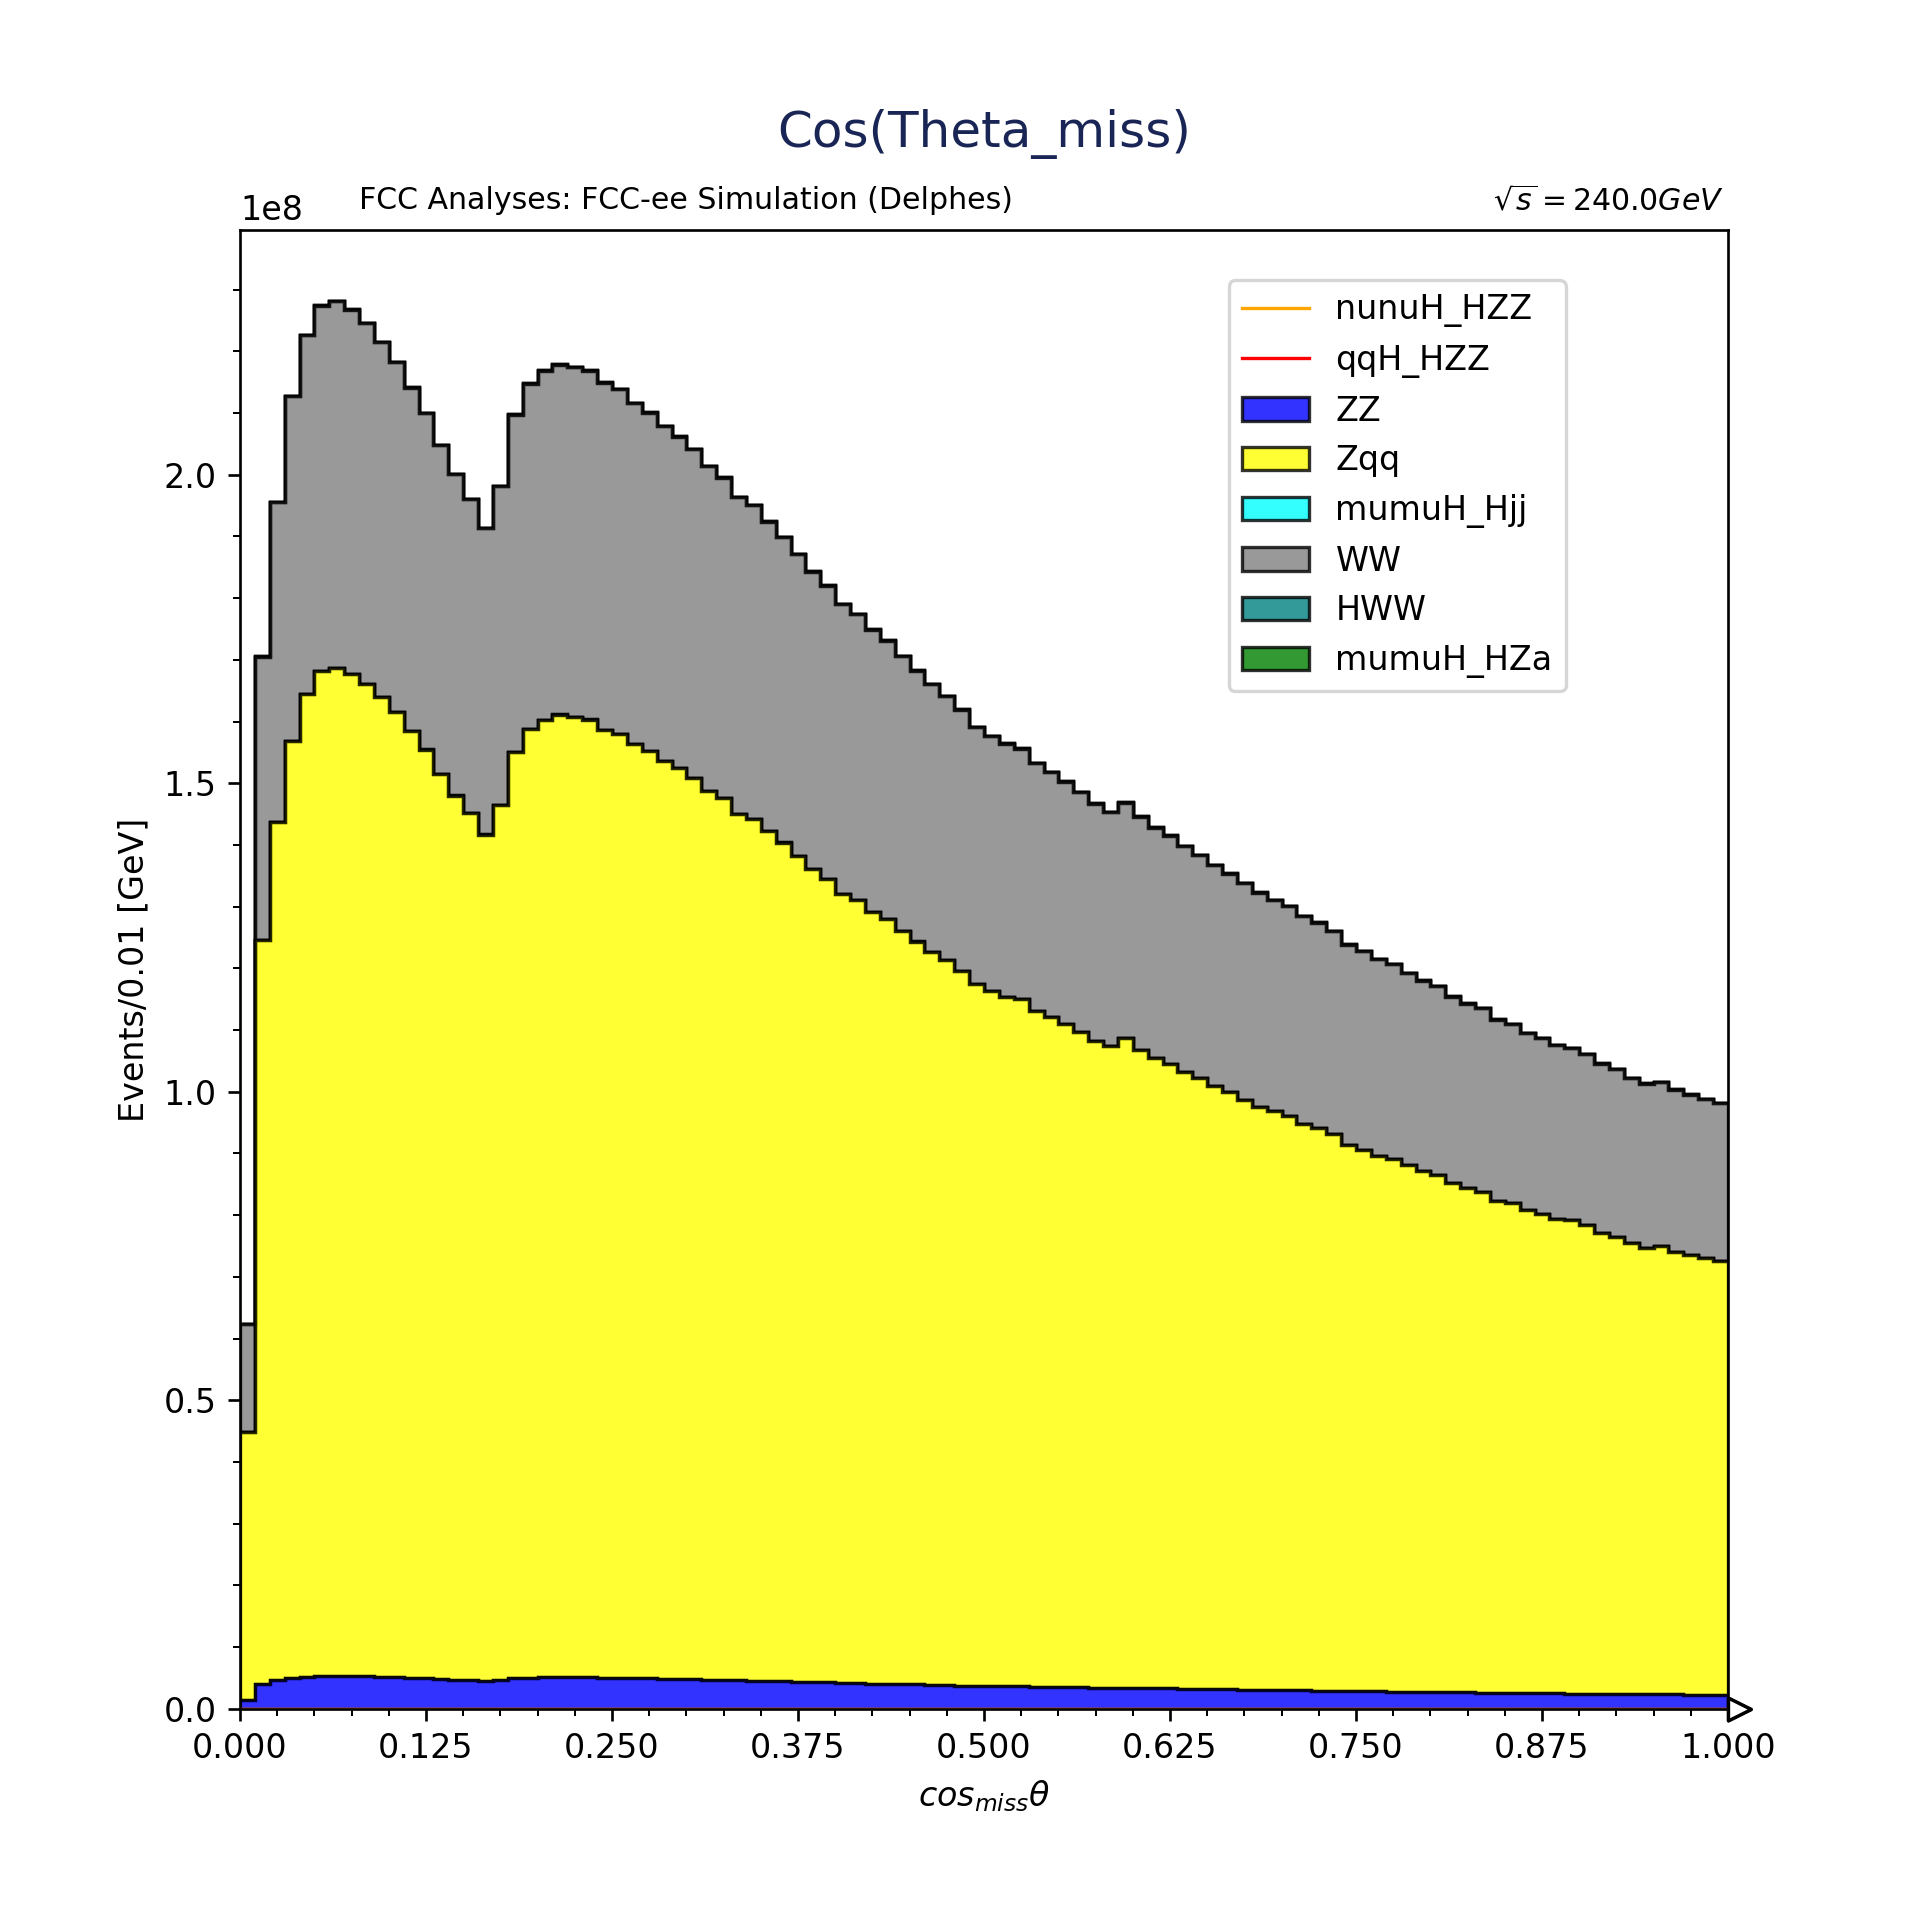 Cos(Theta_miss)
1e8
FCC Analyses: FCC-ee Simulation (Delphes)
√s = 240.0GeV
nunuH_HZZ
qqH_HZZ
ZZ
Zqq
mumuH_Hjj
WW
HWW
mumuH_HZa
2.0
1.5
1.0
0.5
0.0
Events/0.01 [GeV]
0.000 0.125 0.250 0.375 0.500 0.625 0.750 0.875 1.000
cos_miss θ